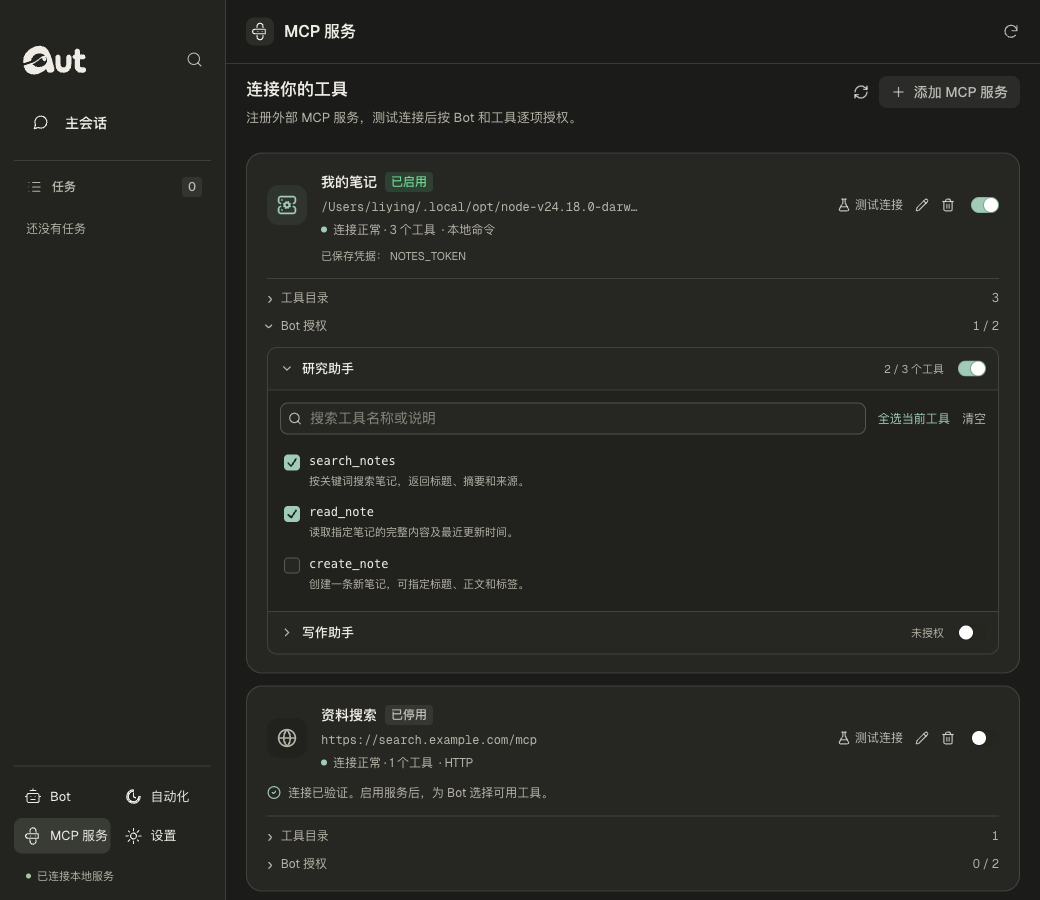 Aut
主会话
任务
0
还没有任务
Bot
自动化
MCP 服务
设置
已连接本地服务
MCP 服务
连接你的工具
注册外部 MCP 服务，测试连接后按 Bot 和工具逐项授权。
添加 MCP 服务
我的笔记 已启用
/Users/liying/.local/opt/node-v24.18.0-darw…
连接正常 · 3 个工具 · 本地命令
已保存凭据： NOTES_TOKEN
测试连接
工具目录 3
Bot 授权 1 / 2
研究助手 2 / 3 个工具
搜索工具名称或说明 全选当前工具 清空
search_notes
按关键词搜索笔记，返回标题、摘要和来源。
read_note
读取指定笔记的完整内容及最近更新时间。
create_note
创建一条新笔记，可指定标题、正文和标签。
写作助手 未授权
资料搜索 已停用
https://search.example.com/mcp
连接正常 · 1 个工具 · HTTP
测试连接
连接已验证。启用服务后，为 Bot 选择可用工具。
工具目录 1
Bot 授权 0 / 2